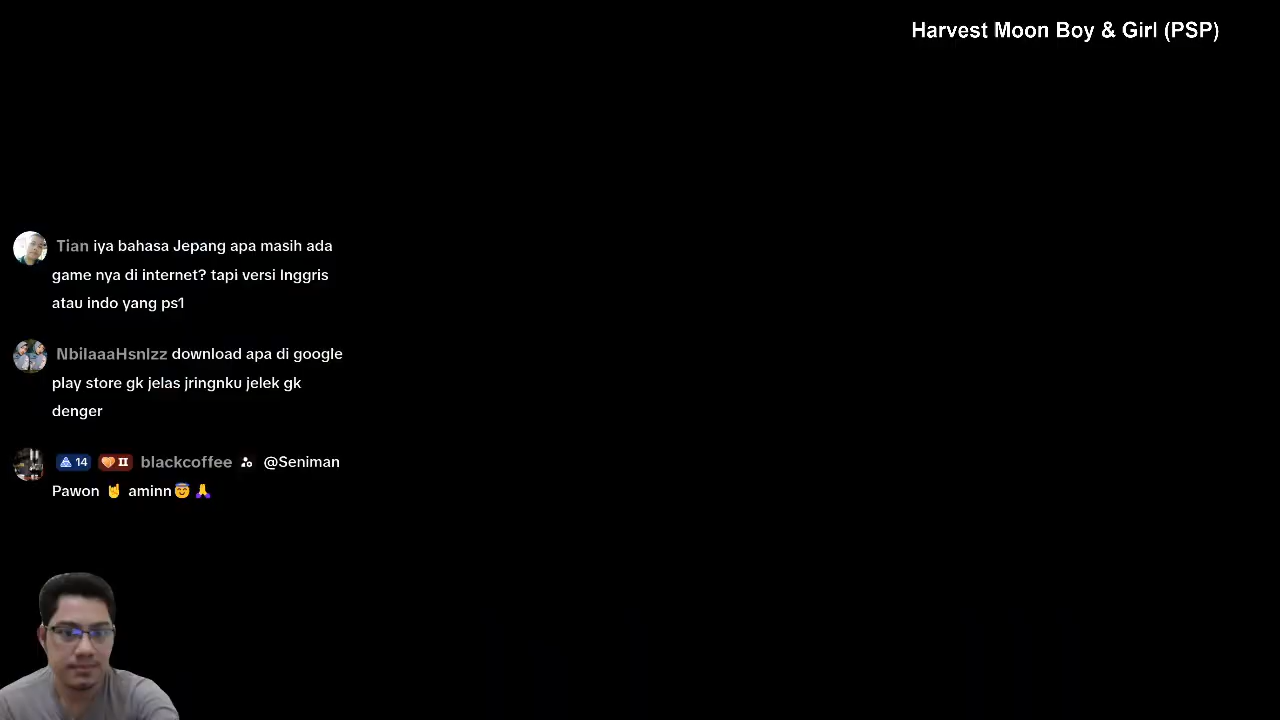 Harvest Moon Boy & Girl (PSP)
Tian iya bahasa Jepang apa masih ada
game nya di internet? tapi versi Inggris
atau indo yang ps1
NbilaaaHsnlzz download apa di google
play store gk jelas jringnku jelek gk
denger
14 II blackcoffee @Seniman
Pawon 🤘 aminn😇🙏